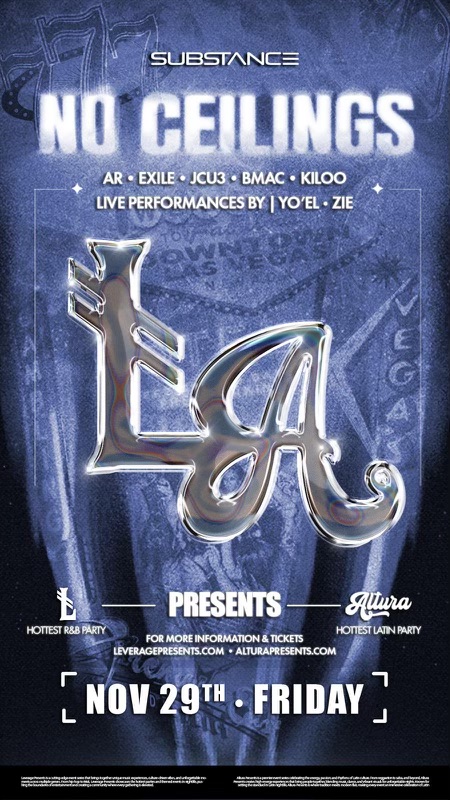 777
SUBSTANCE
NO CEILINGS
AR • EXILE • JCU3 • BMAC • KILOO
LIVE PERFORMANCES BY | YO'EL • ZIE
DOWNTOWN
LAS VEGAS
VEGAS
LA
L
PRESENTS
Altura
HOTTEST R&B PARTY
HOTTEST LATIN PARTY
FOR MORE INFORMATION & TICKETS
LEVERAGEPRESENTS.COM • ALTURAPRESENTS.COM
NOV 29TH • FRIDAY